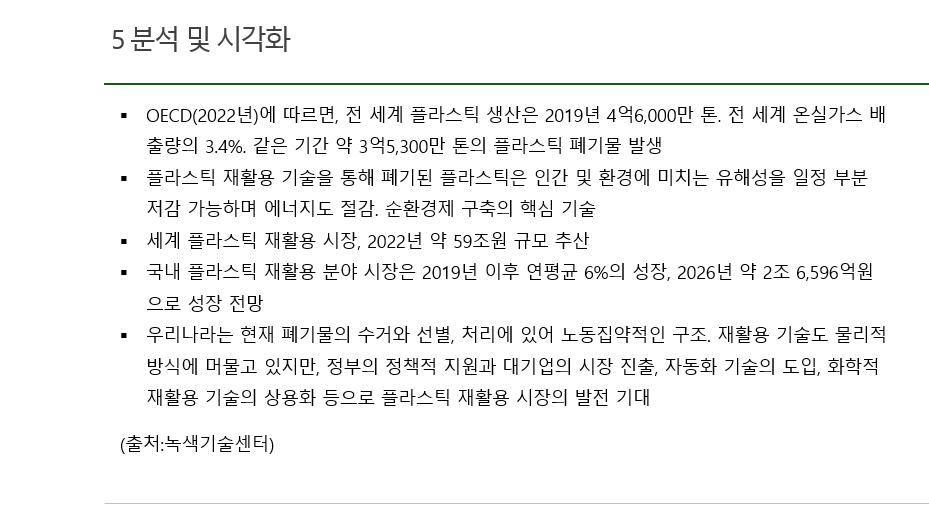 5 분석 및 시각화
▪ OECD(2022년)에 따르면, 전 세계 플라스틱 생산은 2019년 4억6,000만 톤. 전 세계 온실가스 배
출량의 3.4%. 같은 기간 약 3억5,300만 톤의 플라스틱 폐기물 발생
▪ 플라스틱 재활용 기술을 통해 폐기된 플라스틱은 인간 및 환경에 미치는 유해성을 일정 부분
저감 가능하며 에너지도 절감. 순환경제 구축의 핵심 기술
▪ 세계 플라스틱 재활용 시장, 2022년 약 59조원 규모 추산
▪ 국내 플라스틱 재활용 분야 시장은 2019년 이후 연평균 6%의 성장, 2026년 약 2조 6,596억원
으로 성장 전망
▪ 우리나라는 현재 폐기물의 수거와 선별, 처리에 있어 노동집약적인 구조. 재활용 기술도 물리적
방식에 머물고 있지만, 정부의 정책적 지원과 대기업의 시장 진출, 자동화 기술의 도입, 화학적
재활용 기술의 상용화 등으로 플라스틱 재활용 시장의 발전 기대
(출처:녹색기술센터)